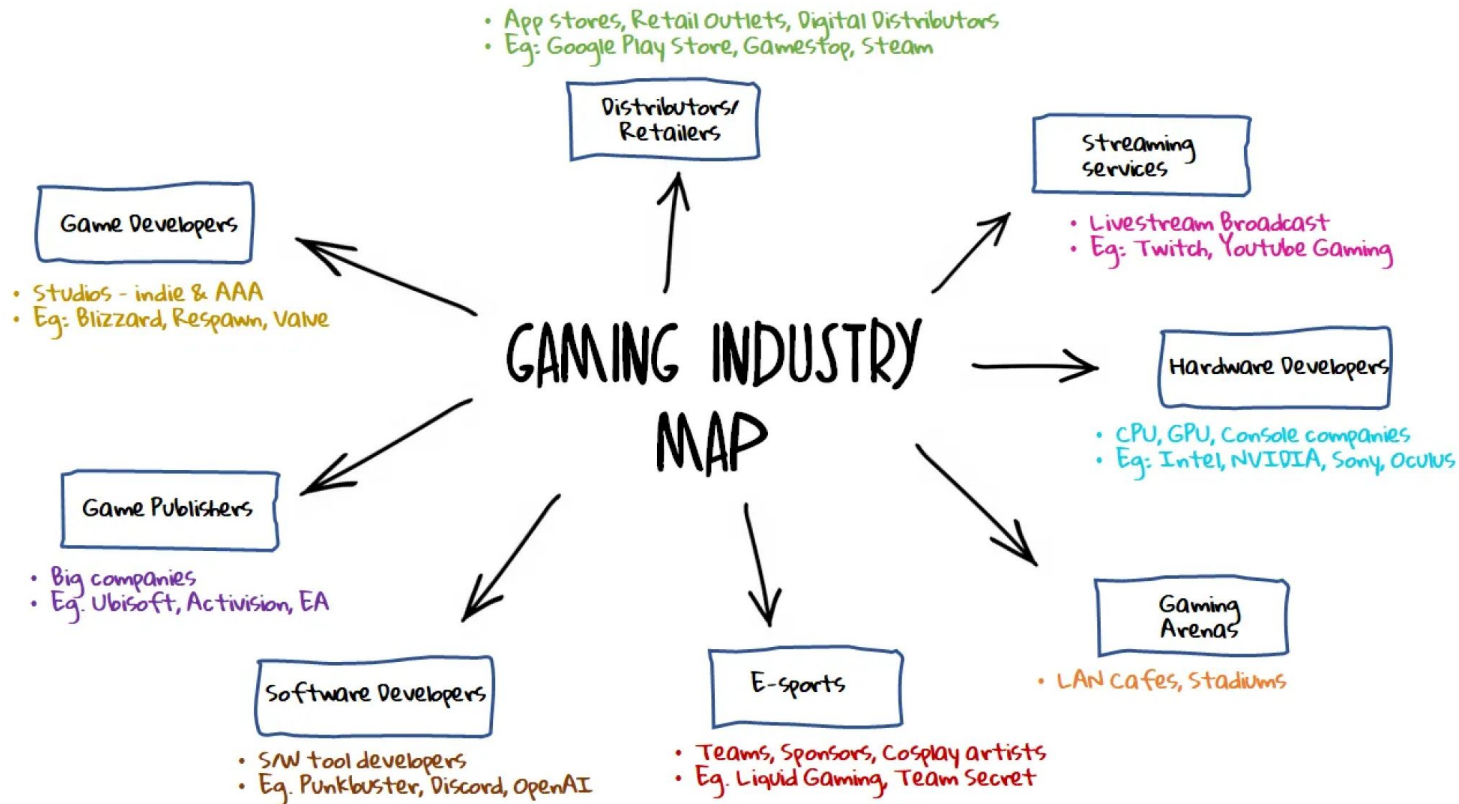 • App stores, Retail Outlets, Digital Distributors
• Eg: Google Play Store, Gamestop, Steam
Distributors/
Retailers
Streaming
services
• Livestream Broadcast
• Eg: Twitch, Youtube Gaming
Game Developers
• Studios - indie & AAA
• Eg: Blizzard, Respawn, Valve
GAMING INDUSTRY
MAP
Hardware Developers
• CPU, GPU, Console companies
• Eg: Intel, NVIDIA, Sony, Oculus
Game Publishers
• Big companies
• Eg. Ubisoft, Activision, EA
Gaming
Arenas
• LAN Cafes, Stadiums
Software Developers
• S/W tool developers
• Eg. Punkbuster, Discord, OpenAI
E-sports
• Teams, Sponsors, Cosplay artists
• Eg. Liquid Gaming, Team Secret